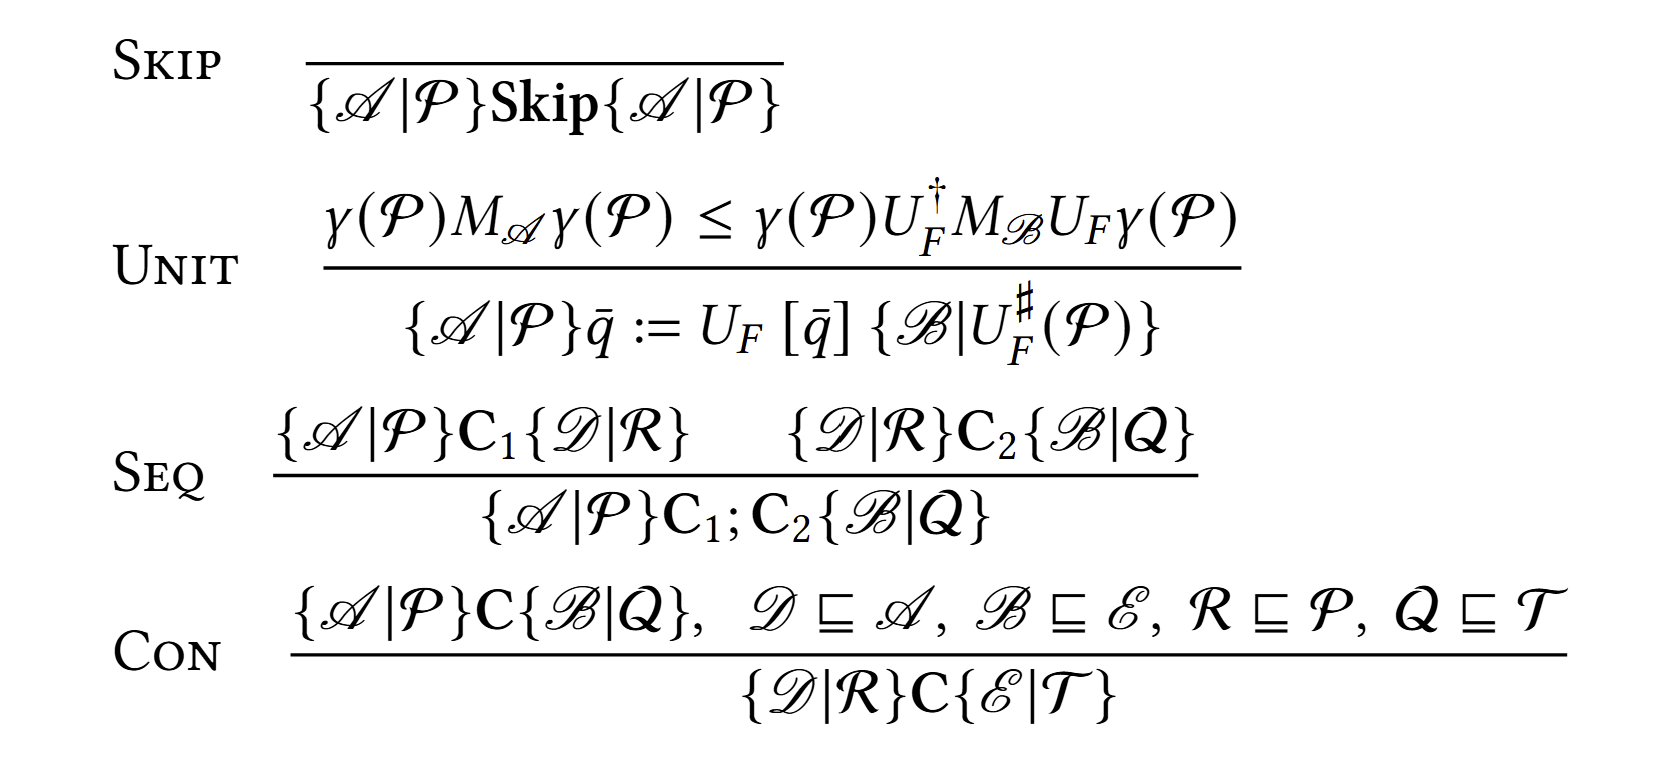 SKIP {𝒜|𝒫}Skip{𝒜|𝒫}
γ(𝒫)M_𝒜γ(𝒫) ≤ γ(𝒫)U_F^†M_ℬU_Fγ(𝒫)
UNIT
{𝒜|𝒫}q̄ := U_F [q̄] {ℬ|U_F^♯(𝒫)}
{𝒜|𝒫}C₁{𝒟|ℛ} {𝒟|ℛ}C₂{ℬ|𝒬}
SEQ
{𝒜|𝒫}C₁; C₂{ℬ|𝒬}
{𝒜|𝒫}C{ℬ|𝒬}, 𝒟 ⊑ 𝒜, ℬ ⊑ ℰ, ℛ ⊑ 𝒫, 𝒬 ⊑ 𝒯
CON
{𝒟|ℛ}C{ℰ|𝒯}